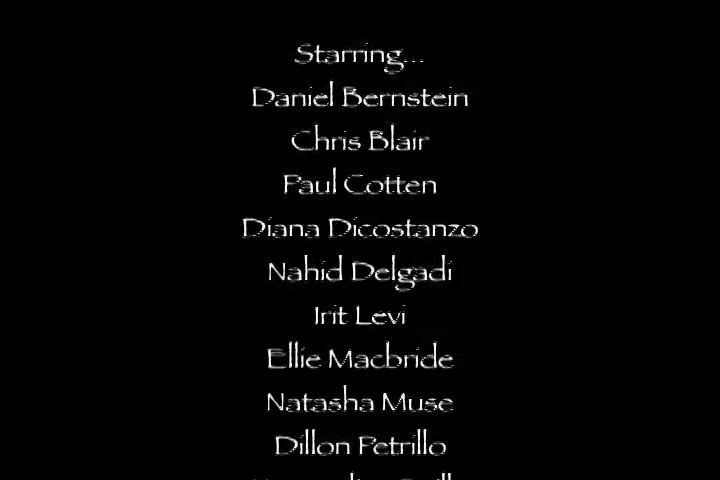 Starring...
Daniel Bernstein
Chris Blair
Paul Cotten
Diana Dicostanzo
Nahid Delgadi
Irit Levi
Ellie Macbride
Natasha Muse
Dillon Petrillo